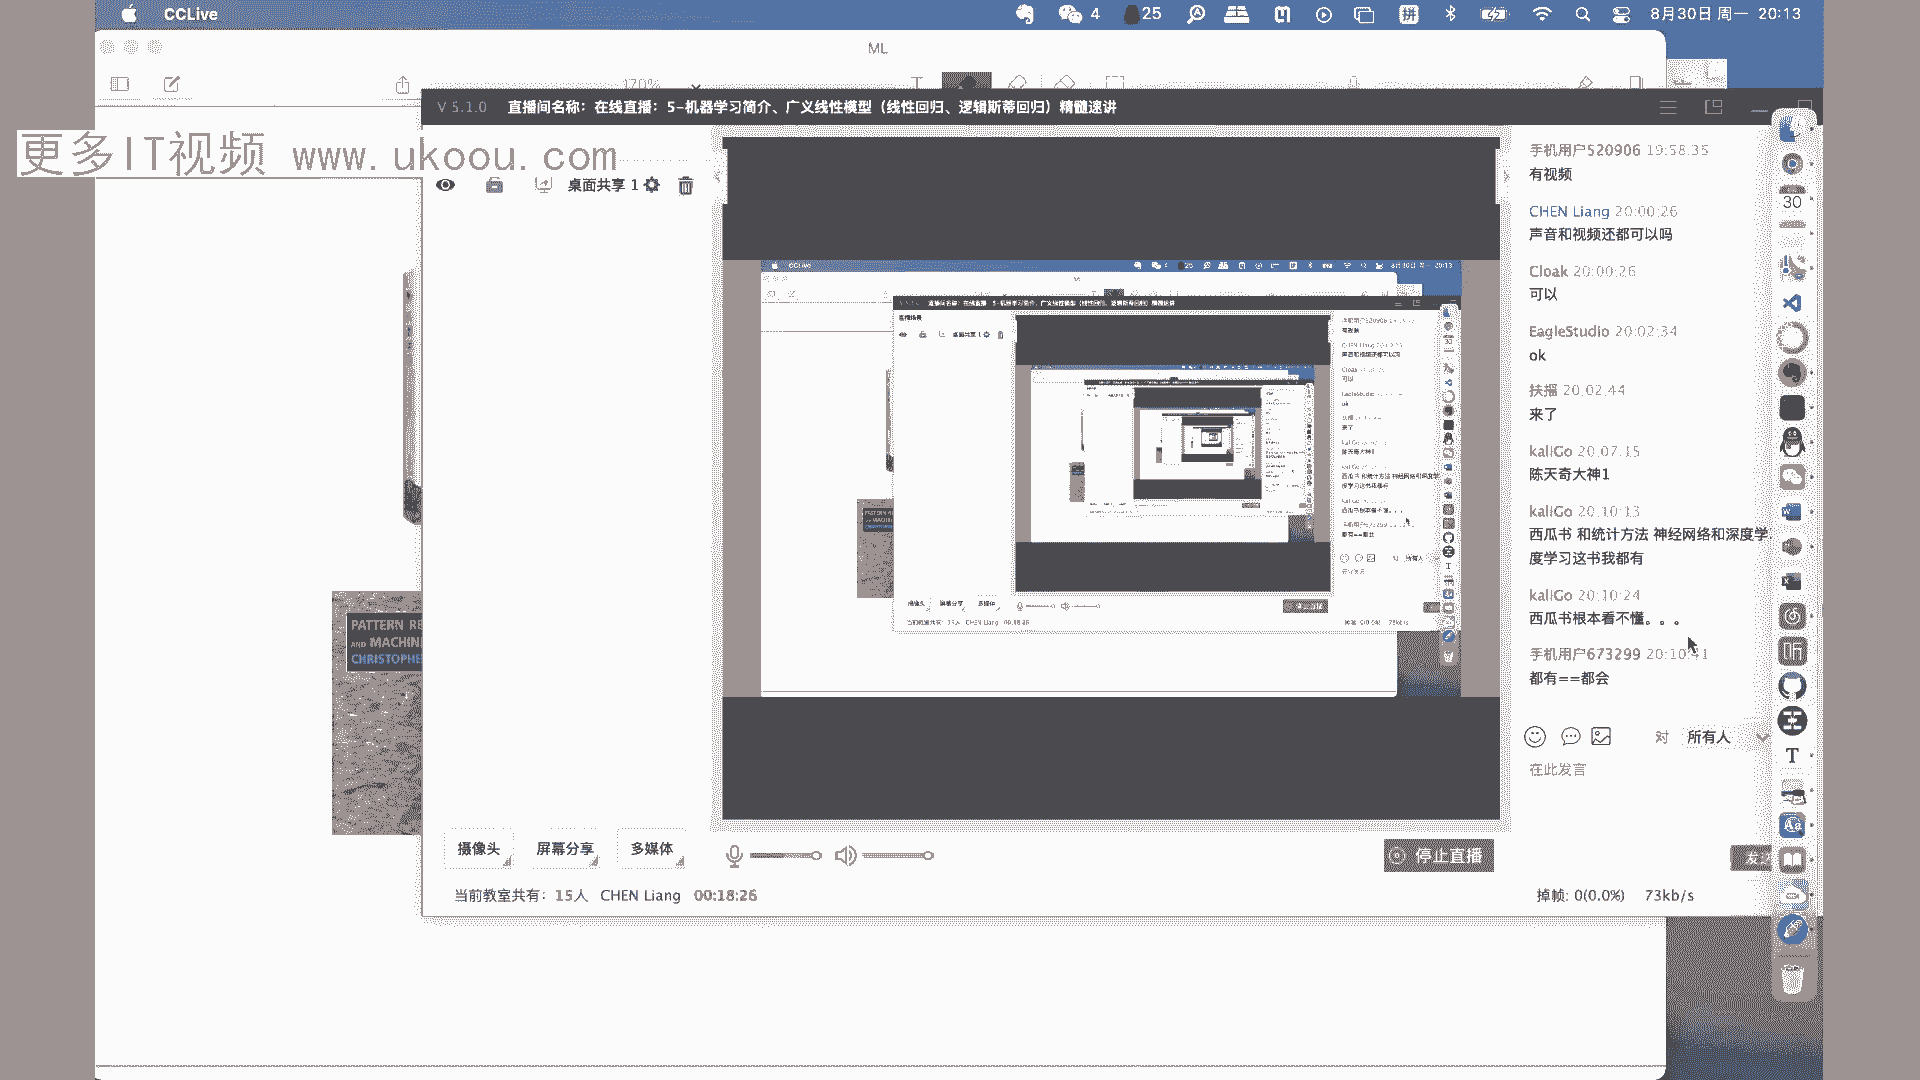 CCLive
4
25
拼
8月30日 周一 20:13
ML
170%
V 5.1.0 直播间名称：在线直播：5-机器学习简介、广义线性模型（线性回归、逻辑斯蒂回归）精髓速讲
更多IT视频 www.ukoou.com
桌面共享 1
手机用户520906 19:58:35
有视频
CHEN Liang 20:00:26
声音和视频还都可以吗
Cloak 20:00:26
可以
EagleStudio 20:02:34
ok
扶摇 20:02:44
来了
kaliGo 20:07:15
陈天奇大神1
kaliGo 20:10:13
西瓜书 和统计方法 神经网络和深度学
度学习这书我都有
kaliGo 20:10:24
西瓜书根本看不懂。。。
手机用户673299 20:10:41
都有==都会
对 所有人
在此发言
30
PATTERN RE
AND MACHIN
CHRISTOPHE
摄像头
屏幕分享
多媒体
停止直播
当前教室共有：15人 CHEN Liang 00:18:26
掉帧: 0(0.0%) 73kb/s